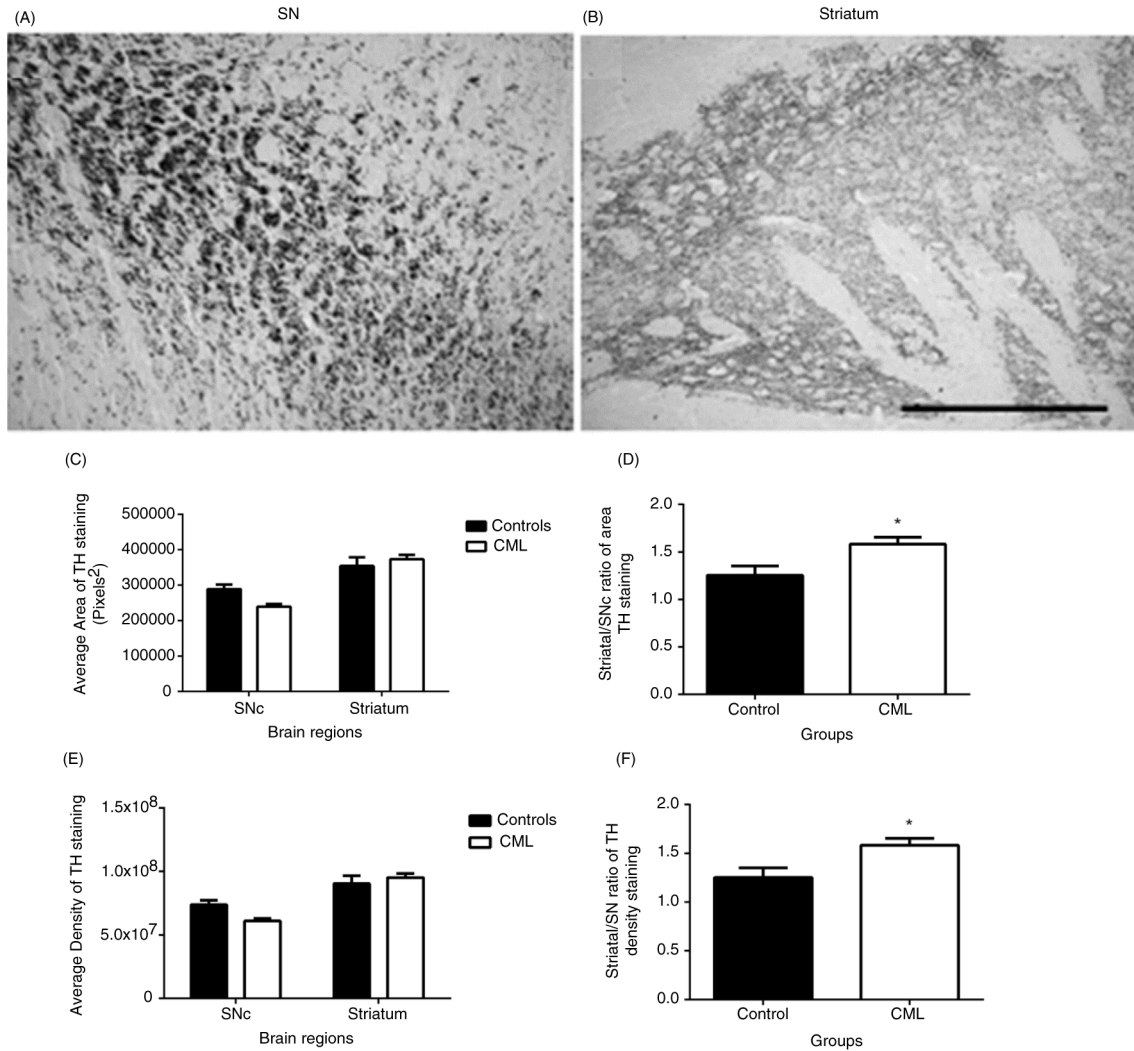 (A)
SN
(B)
Striatum
(C)
Average Area of TH staining
(Pixels²)
500000
400000
300000
200000
100000
0
SNc
Striatum
Brain regions
Controls
CML
(D)
Striatal/SNc ratio of area
TH staining
2.0
1.5
1.0
0.5
0.0
*
Control
CML
Groups
(E)
Average Density of TH staining
1.5x10⁸
1.0x10⁸
5.0x10⁷
0
SNc
Striatum
Brain regions
Controls
CML
(F)
Striatal/SN ratio of TH
density staining
2.0
1.5
1.0
0.5
0.0
*
Control
CML
Groups